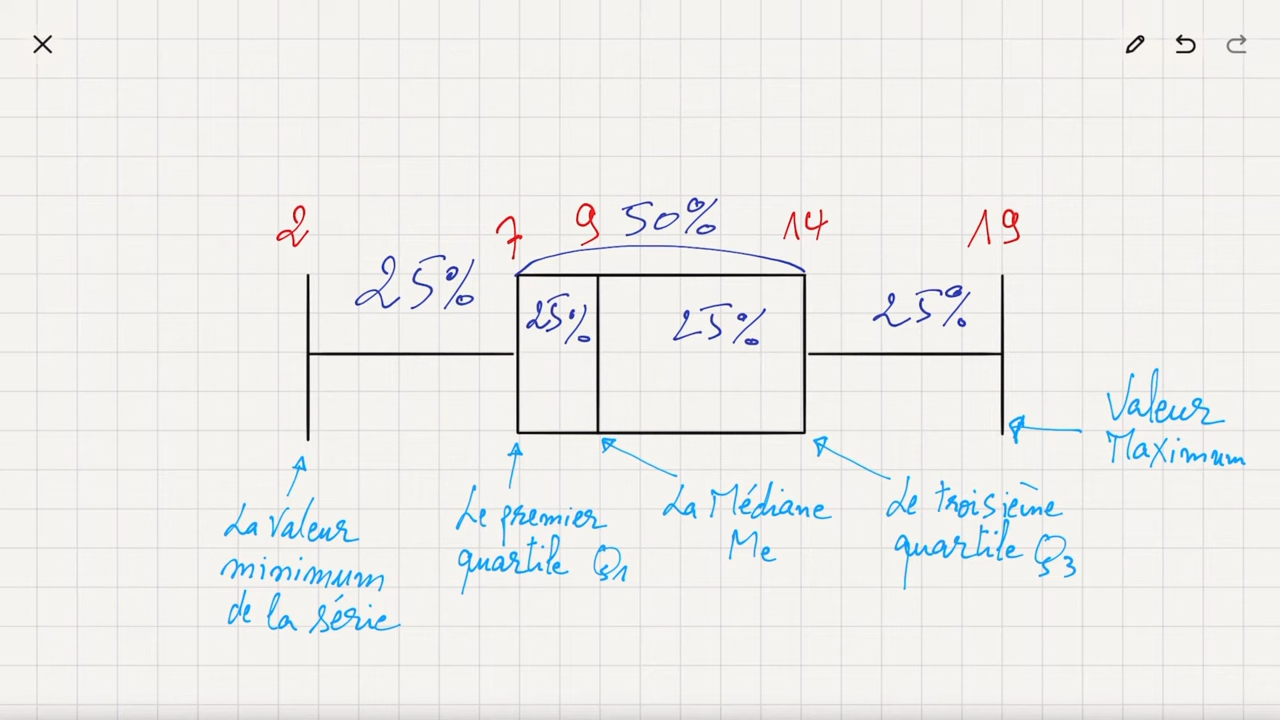 2
7
9
50%
14
19
25%
25%
25%
25%
Valeur
Maximum
La Valeur
minimum
de la série
Le premier
quartile Q1
La Médiane
Me
Le troisième
quartile Q3